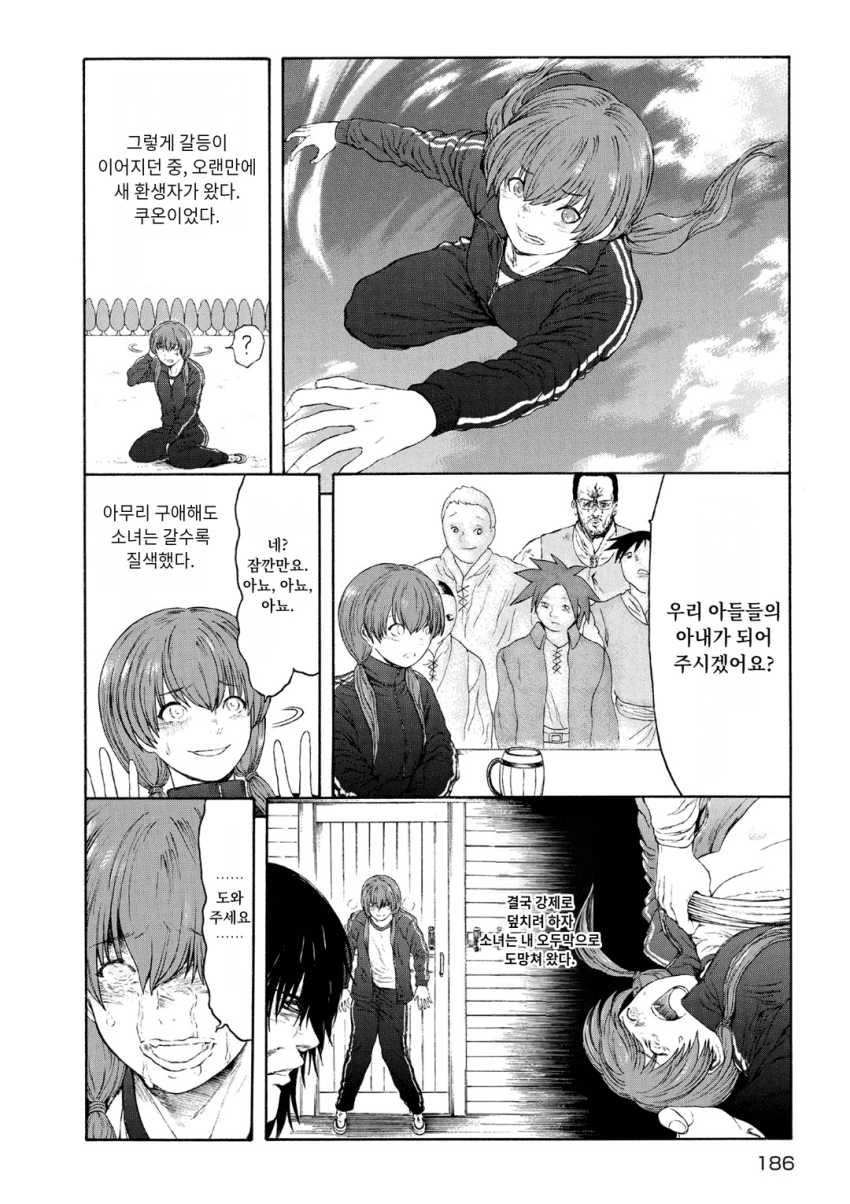 그렇게 갈등이
이어지던 중, 오랜만에
새 환생자가 왔다.
쿠온이었다.
?
우리 아들들의
아내가 되어
주시겠어요?
아무리 구애해도
소녀는 갈수록
질색했다.
네?
잠깐만요.
아뇨, 아뇨,
아뇨.
결국 강제로
덮치려 하자
소녀는 내 오두막으로
도망쳐 왔다.
……
도와
주세요
……
186